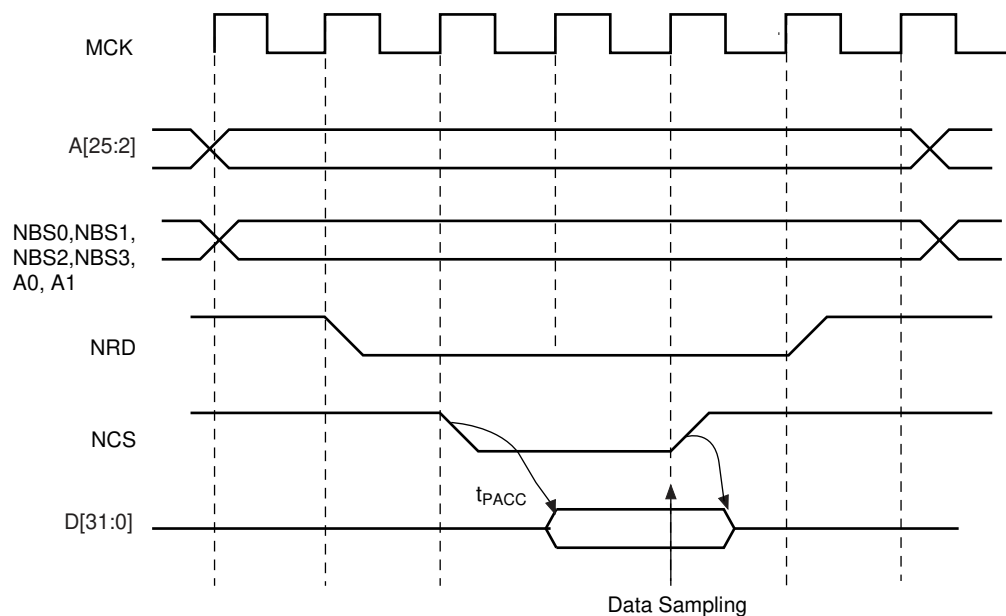 MCK
A[25:2]
NBS0,NBS1,
NBS2,NBS3,
A0, A1
NRD
NCS
tPACC
D[31:0]
Data Sampling